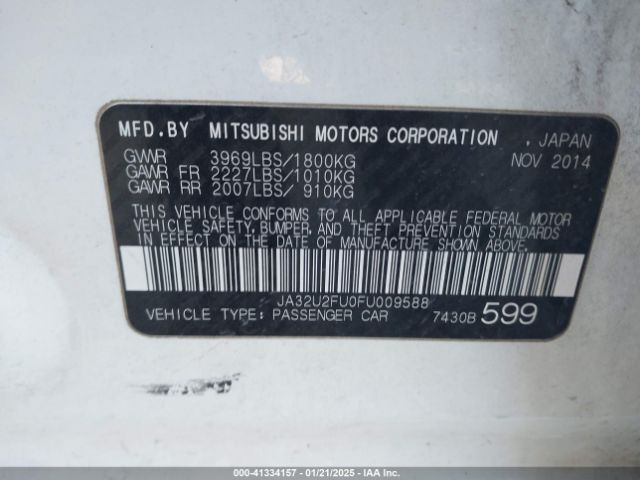 MFD.BY MITSUBISHI MOTORS CORPORATION , JAPAN
GVWR 3969LBS/1800KG NOV 2014
GAWR FR 2227LBS/1010KG
GAWR RR 2007LBS/ 910KG
THIS VEHICLE CONFORMS TO ALL APPLICABLE FEDERAL MOTOR
VEHICLE SAFETY, BUMPER, AND THEFT PREVENTION STANDARDS
IN EFFECT ON THE DATE OF MANUFACTURE SHOWN ABOVE.
JA32U2FU0FU009588
VEHICLE TYPE: PASSENGER CAR 7430B 599
000-41334157 - 01/21/2025 - IAA Holdings, LLC.